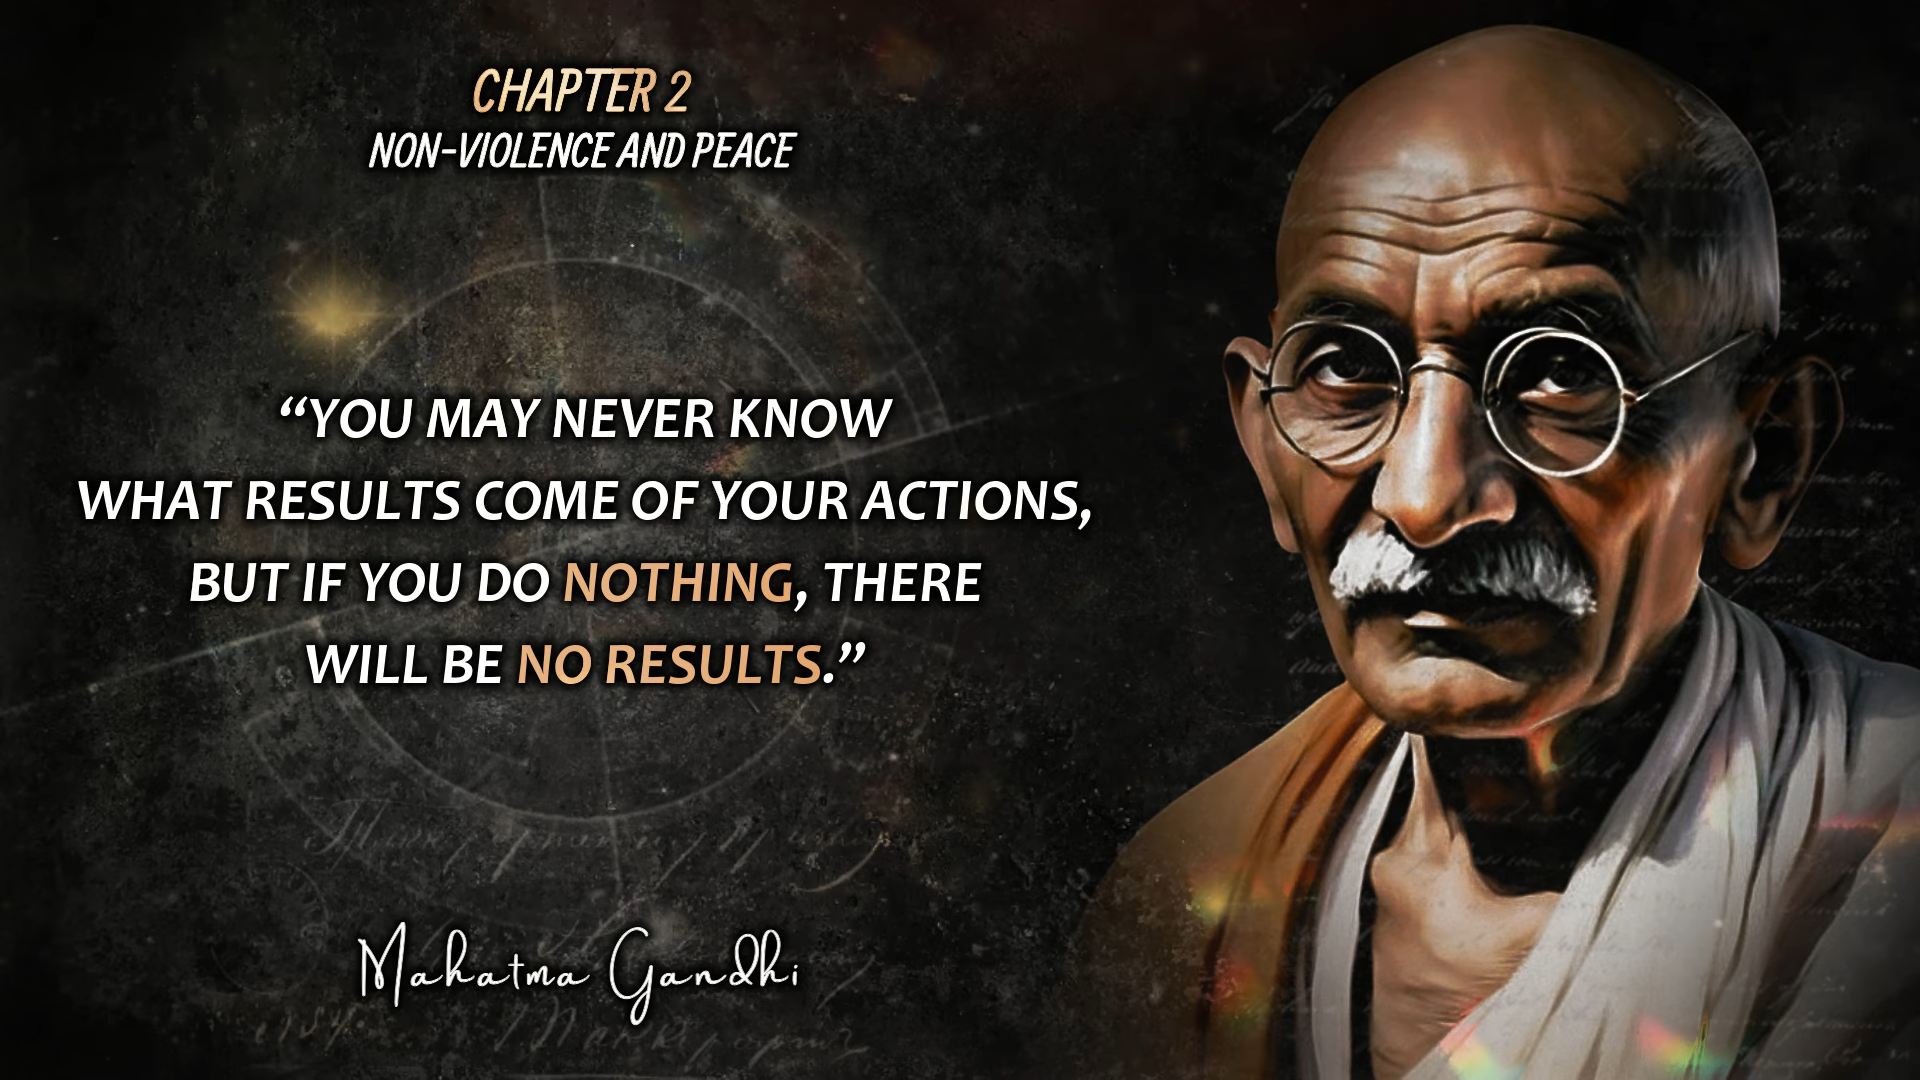 CHAPTER 2
NON-VIOLENCE AND PEACE
“YOU MAY NEVER KNOW
WHAT RESULTS COME OF YOUR ACTIONS,
BUT IF YOU DO NOTHING, THERE
WILL BE NO RESULTS.”
Mahatma Gandhi